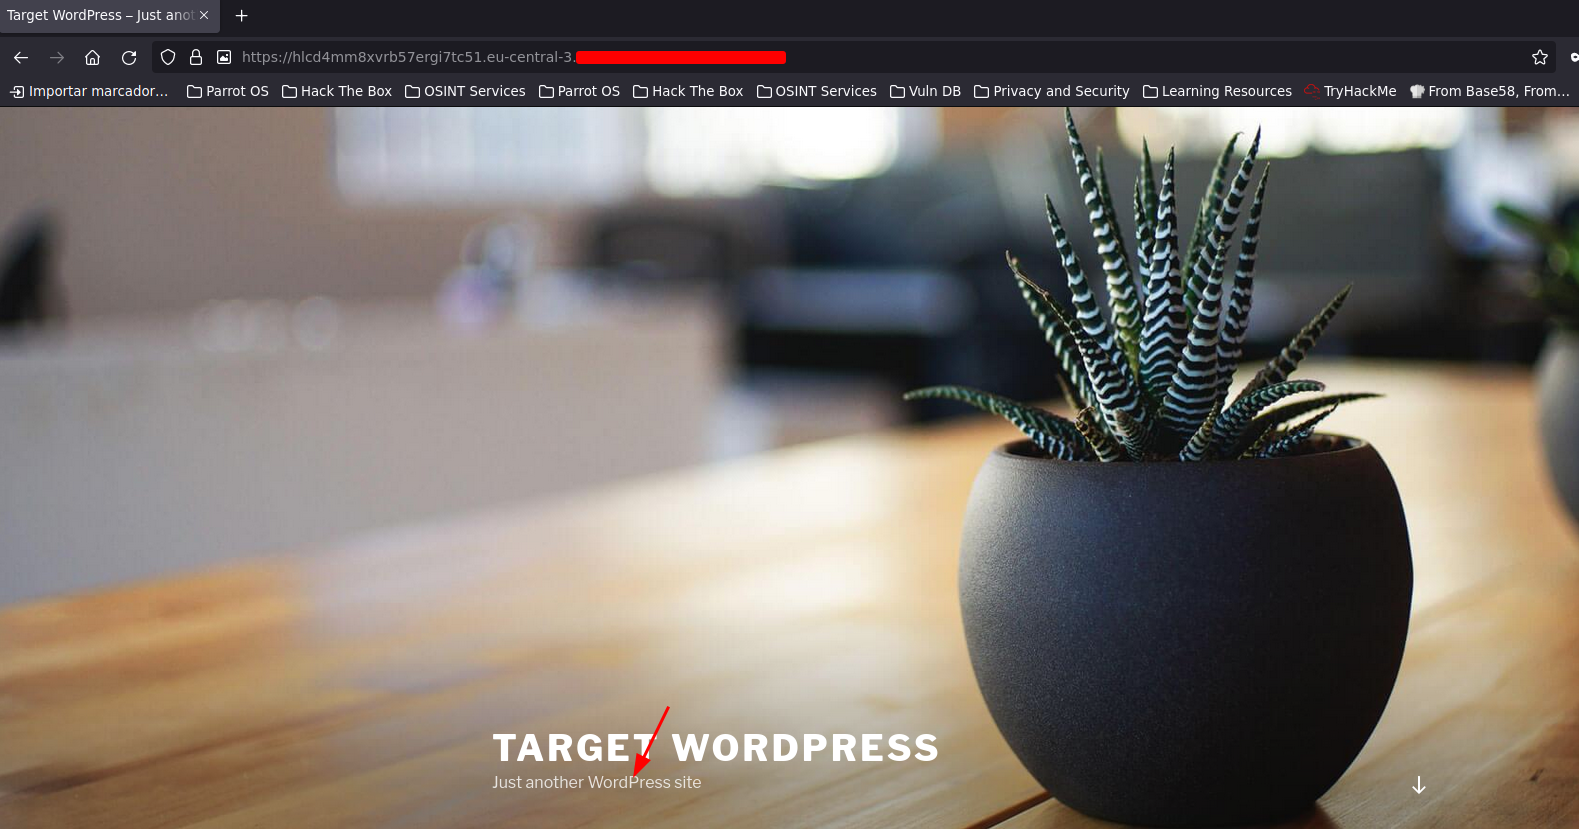 Target WordPress – Just anot
https://hlcd4mm8xvrb57ergi7tc51.eu-central-3.
Importar marcador... Parrot OS Hack The Box OSINT Services Parrot OS Hack The Box OSINT Services Vuln DB Privacy and Security Learning Resources TryHackMe From Base58, From...
TARGET WORDPRESS
Just another WordPress site